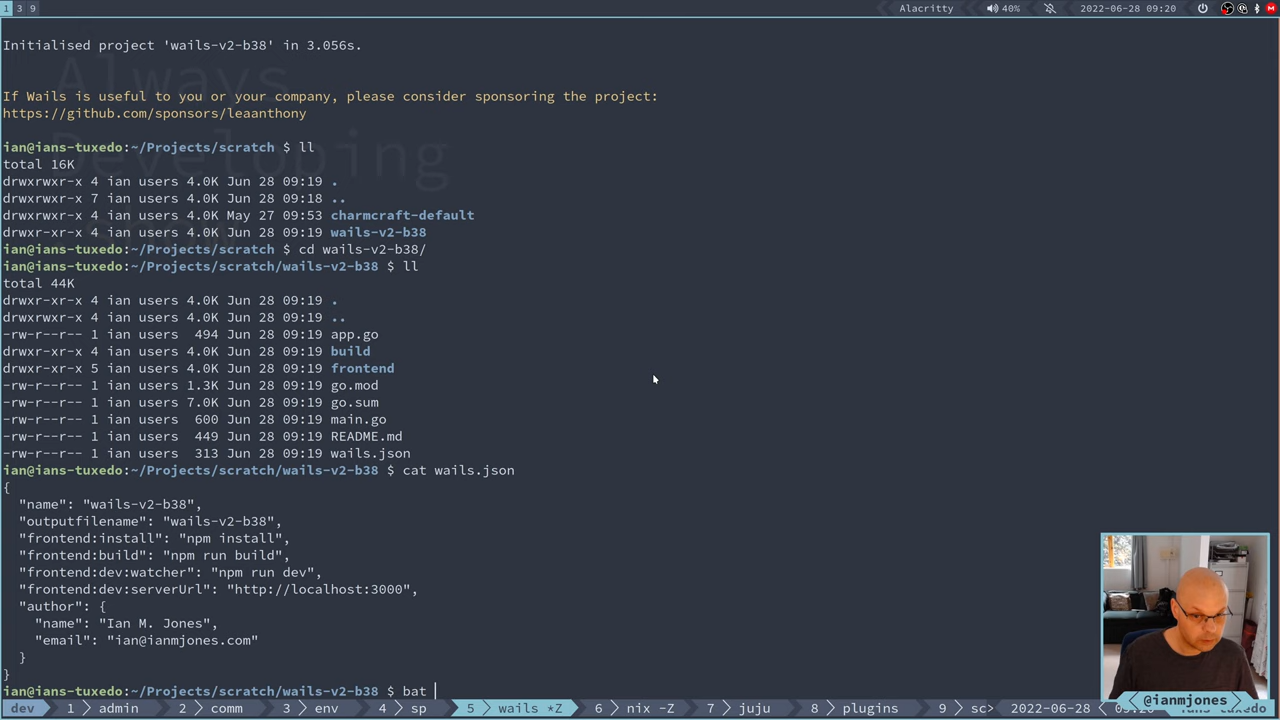 1 3 9
Alacritty
40%
2022-06-28 09:20
Always
Developing
Initialised project 'wails-v2-b38' in 3.056s.
If Wails is useful to you or your company, please consider sponsoring the project:
https://github.com/sponsors/leaanthony
ian@ians-tuxedo:~/Projects/scratch $ ll
total 16K
drwxrwxr-x 4 ian users 4.0K Jun 28 09:19 .
drwxrwxr-x 7 ian users 4.0K Jun 28 09:18 ..
drwxrwxr-x 4 ian users 4.0K May 27 09:53 charmcraft-default
drwxr-xr-x 4 ian users 4.0K Jun 28 09:19 wails-v2-b38
ian@ians-tuxedo:~/Projects/scratch $ cd wails-v2-b38/
ian@ians-tuxedo:~/Projects/scratch/wails-v2-b38 $ ll
total 44K
drwxr-xr-x 4 ian users 4.0K Jun 28 09:19 .
drwxrwxr-x 4 ian users 4.0K Jun 28 09:19 ..
-rw-r--r-- 1 ian users  494 Jun 28 09:19 app.go
drwxr-xr-x 4 ian users 4.0K Jun 28 09:19 build
drwxr-xr-x 5 ian users 4.0K Jun 28 09:19 frontend
-rw-r--r-- 1 ian users 1.3K Jun 28 09:19 go.mod
-rw-r--r-- 1 ian users 7.0K Jun 28 09:19 go.sum
-rw-r--r-- 1 ian users  600 Jun 28 09:19 main.go
-rw-r--r-- 1 ian users  449 Jun 28 09:19 README.md
-rw-r--r-- 1 ian users  313 Jun 28 09:19 wails.json
ian@ians-tuxedo:~/Projects/scratch/wails-v2-b38 $ cat wails.json
{
  "name": "wails-v2-b38",
  "outputfilename": "wails-v2-b38",
  "frontend:install": "npm install",
  "frontend:build": "npm run build",
  "frontend:dev:watcher": "npm run dev",
  "frontend:dev:serverUrl": "http://localhost:3000",
  "author": {
    "name": "Ian M. Jones",
    "email": "ian@ianmjones.com"
  }
}
ian@ians-tuxedo:~/Projects/scratch/wails-v2-b38 $ bat
@ianmjones
dev 1 admin 2 comm 3 env 4 sp 5 wails *Z 6 nix -Z 7 juju 8 plugins 9 sc> 2022-06-28